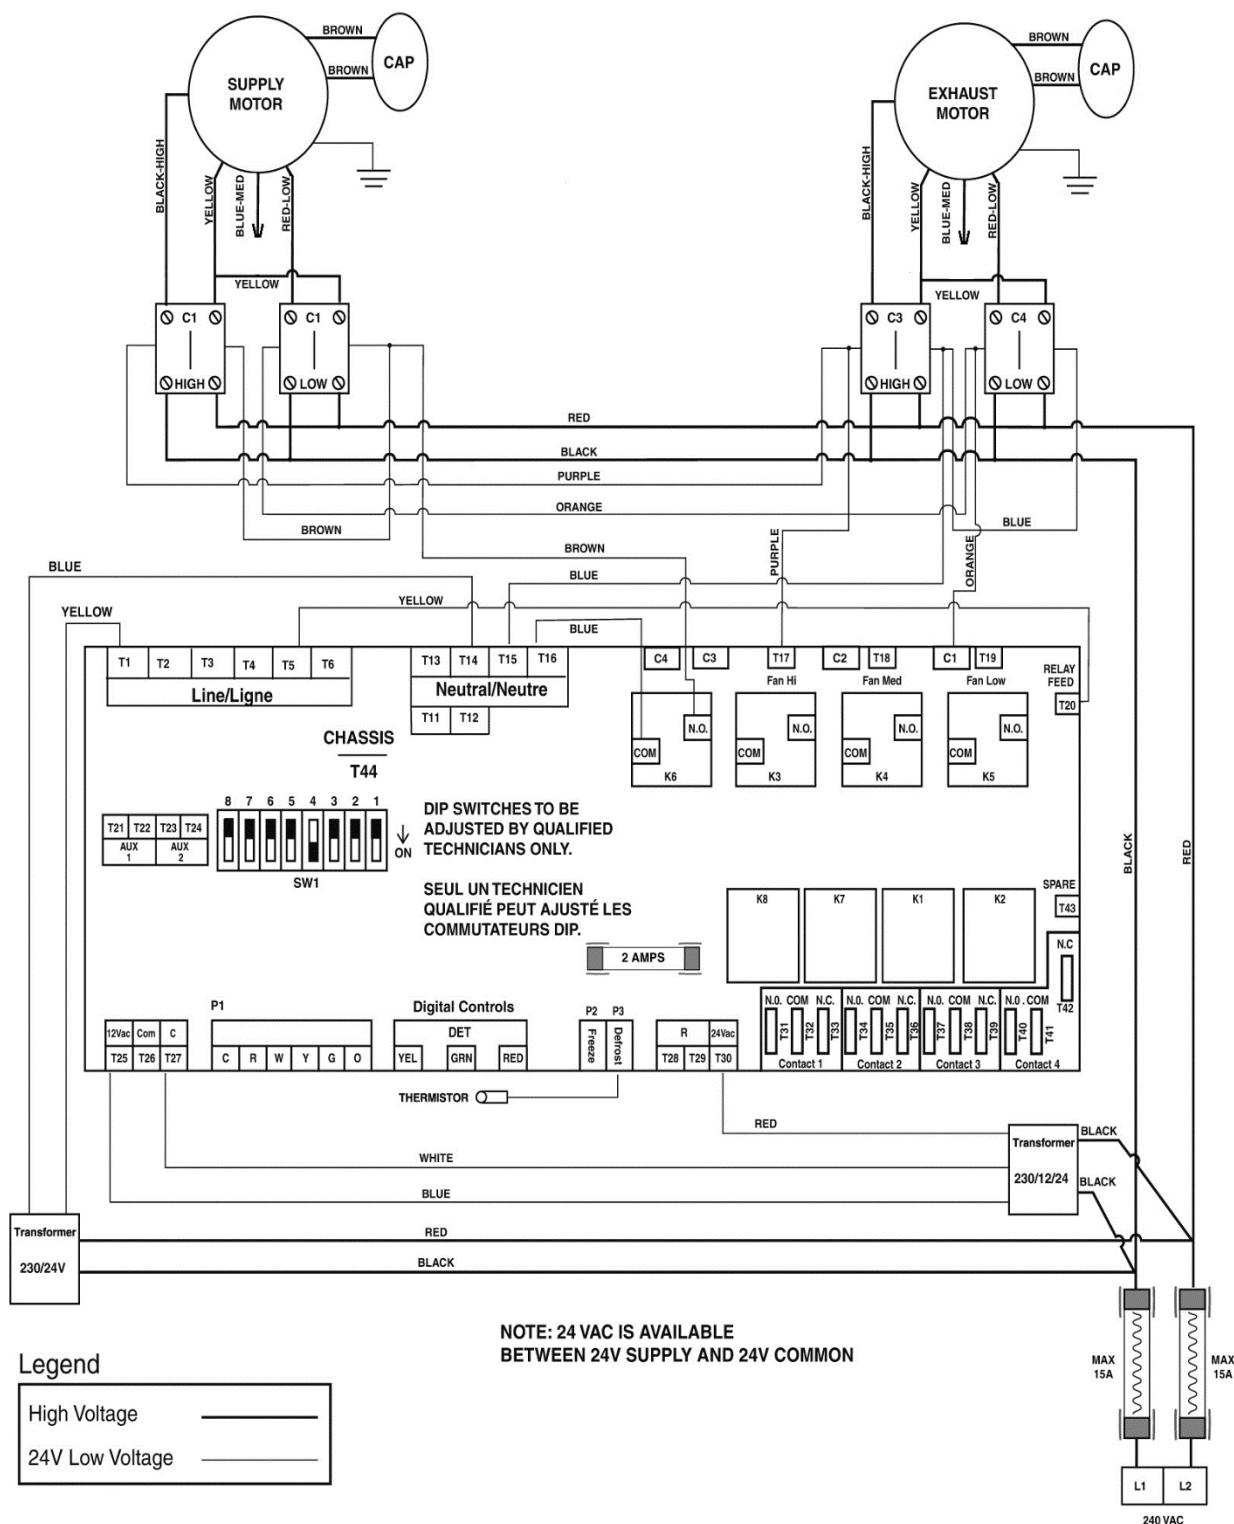 BROWN
BROWN
CAP
SUPPLY
MOTOR
BLACK-HIGH
YELLOW
BLUE-MED
RED-LOW
YELLOW
C1
HIGH
C1
LOW
BROWN
BROWN
CAP
EXHAUST
MOTOR
BLACK-HIGH
YELLOW
BLUE-MED
RED-LOW
YELLOW
C3
HIGH
C4
LOW
RED
BLACK
PURPLE
ORANGE
BROWN
BLUE
BROWN
PURPLE
ORANGE
BLUE
BLUE
YELLOW
YELLOW
BLUE
T1 T2 T3 T4 T5 T6
Line/Ligne
T13 T14 T15 T16
Neutral/Neutre
T11 T12
C4 C3 T17 C2 T18 C1 T19
Fan Hi Fan Med Fan Low
RELAY
FEED
T20
N.O. N.O. N.O. N.O.
COM COM COM COM
K6 K3 K4 K5
CHASSIS
T44
8 7 6 5 4 3 2 1
ON
SW1
T21 T22 T23 T24
AUX
1
AUX
2
DIP SWITCHES TO BE
ADJUSTED BY QUALIFIED
TECHNICIANS ONLY.
SEUL UN TECHNICIEN
QUALIFIÉ PEUT AJUSTÉ LES
COMMUTATEURS DIP.
2 AMPS
BLACK
RED
K8 K7 K1 K2
SPARE
T43
N.C
T42
P1
Digital Controls
P2 P3
12Vac Com C
T25 T26 T27
C R W Y G O
DET
YEL GRN RED
Freeze
Defrost
R 24Vac
T28 T29 T30
N.O. COM N.C.
T31 T32 T33
Contact 1
N.O. COM N.C.
T34 T35 T36
Contact 2
N.O. COM N.C.
T37 T38 T39
Contact 3
N.O. COM
T40 T41
Contact 4
THERMISTOR
RED
WHITE
BLUE
Transformer
230/12/24
BLACK
BLACK
Transformer
230/24V
RED
BLACK
NOTE: 24 VAC IS AVAILABLE
BETWEEN 24V SUPPLY AND 24V COMMON
MAX
15A
MAX
15A
L1 L2
240 VAC
Legend
High Voltage
24V Low Voltage